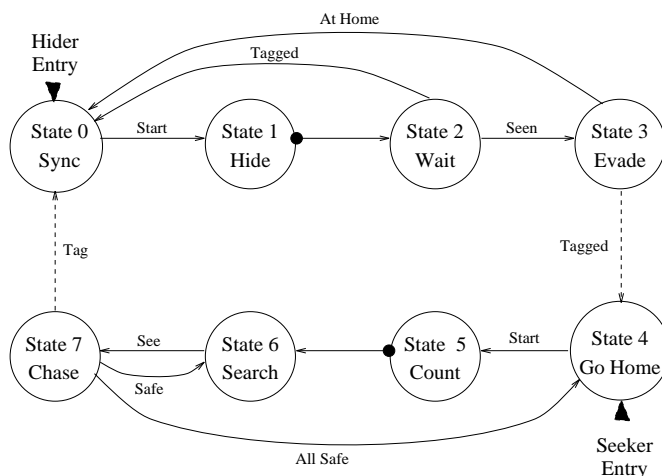 At Home
Hider
Entry
Tagged
State 0
Sync
Start
State 1
Hide
State 2
Wait
Seen
State 3
Evade
Tag
Tagged
State 7
Chase
See
Safe
State 6
Search
State 5
Count
Start
State 4
Go Home
All Safe
Seeker
Entry